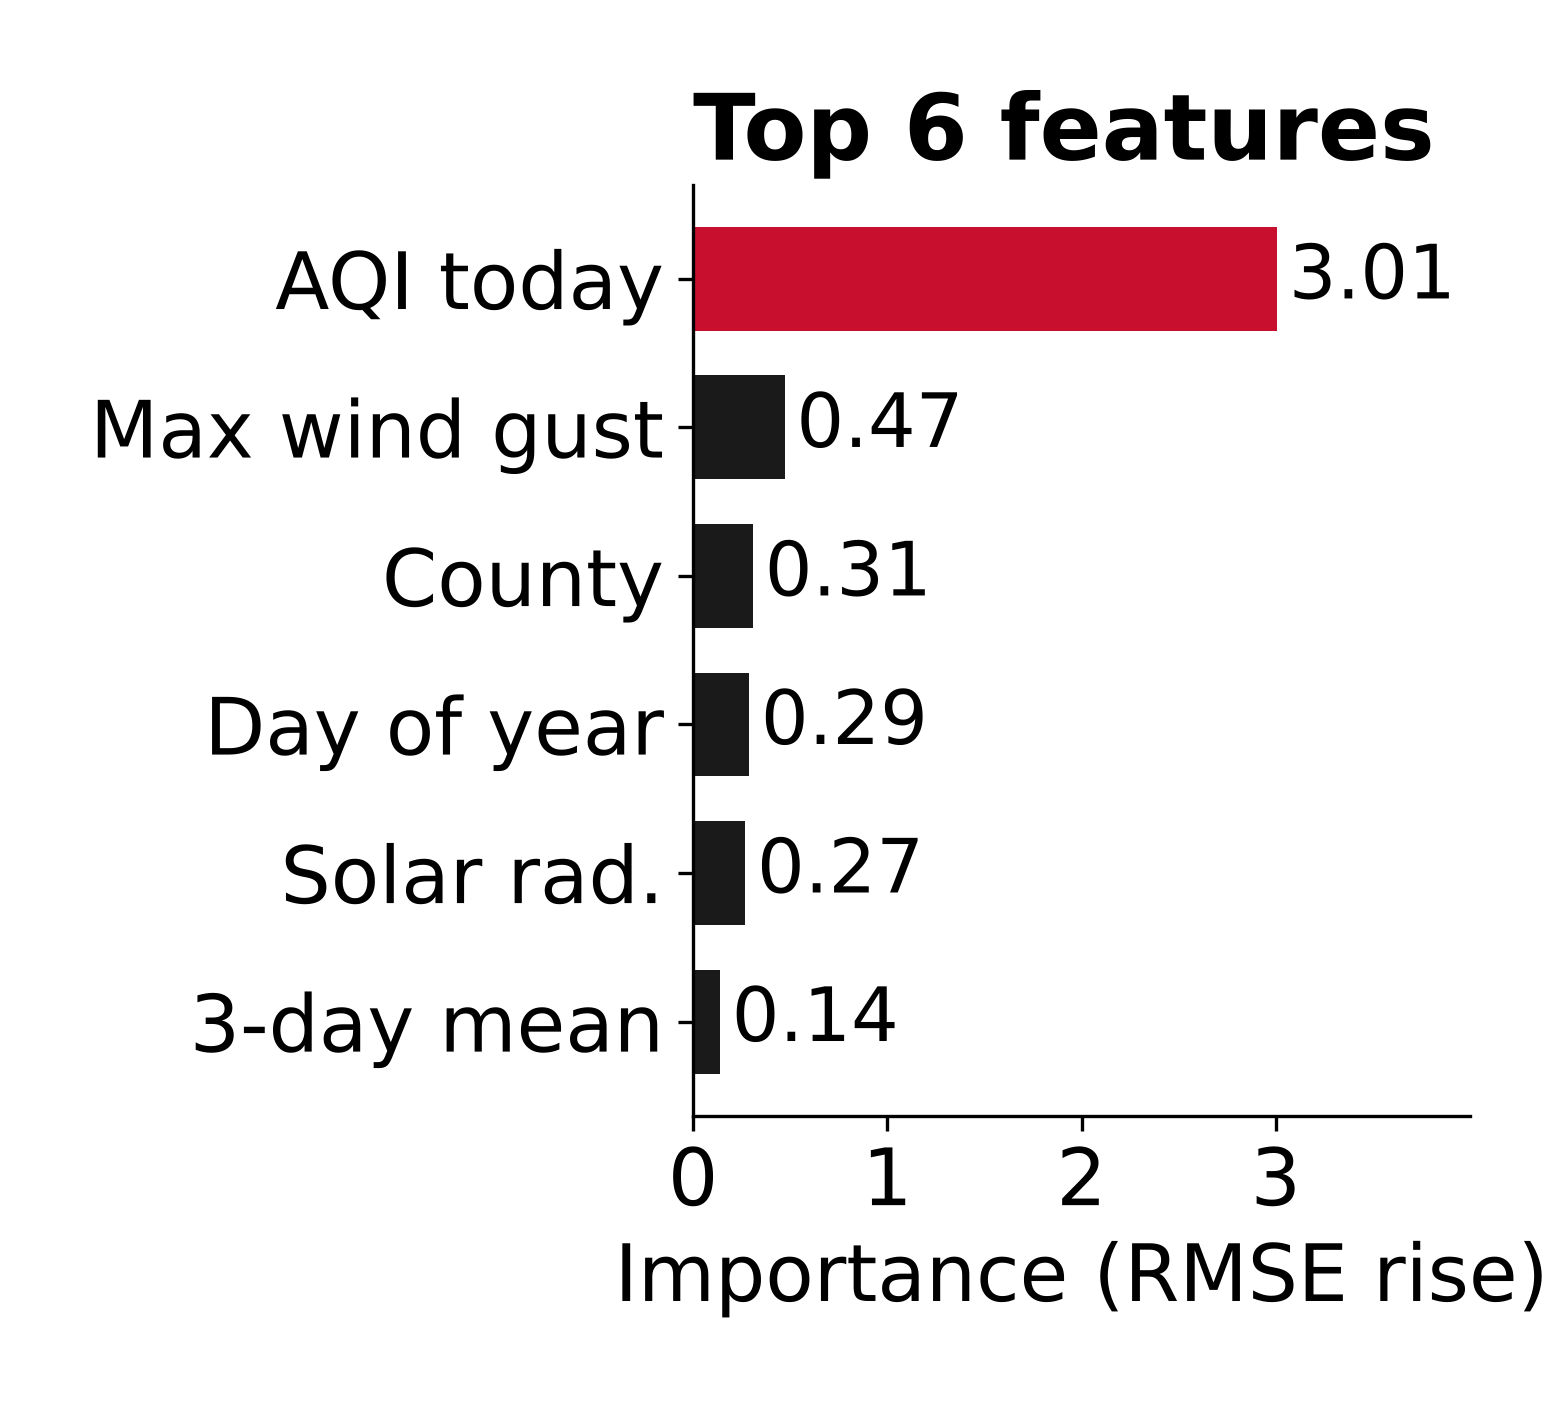 Top 6 features
AQI today 3.01
Max wind gust 0.47
County 0.31
Day of year 0.29
Solar rad. 0.27
3-day mean 0.14
0 1 2 3
Importance (RMSE rise)